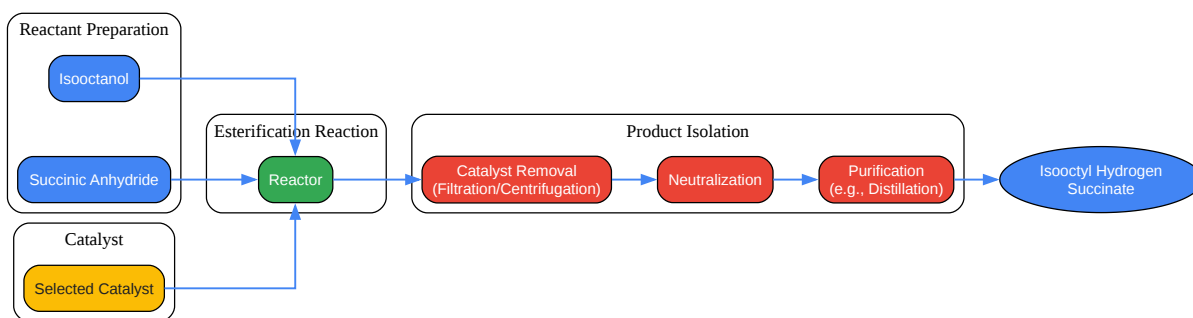 Reactant Preparation
Isooctanol
Succinic Anhydride
Catalyst
Selected Catalyst
Esterification Reaction
Reactor
Product Isolation
Catalyst Removal
(Filtration/Centrifugation)
Neutralization
Purification
(e.g., Distillation)
Isooctyl Hydrogen
Succinate